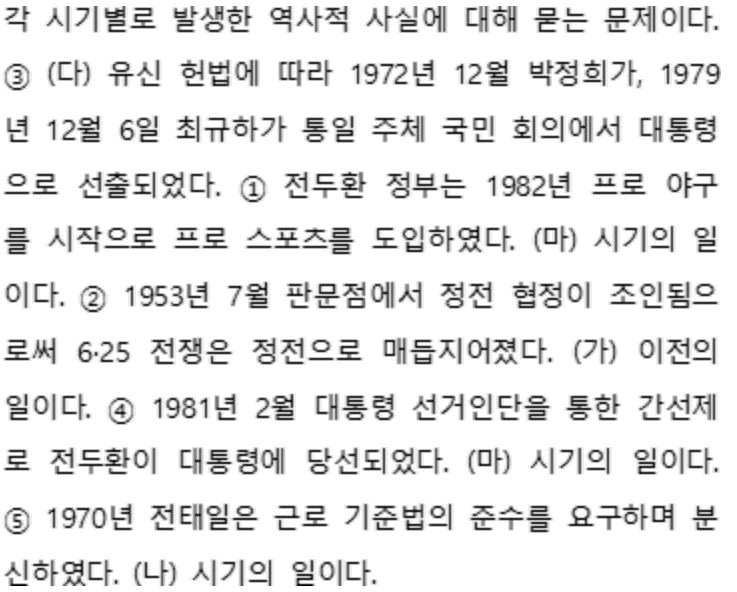 각 시기별로 발생한 역사적 사실에 대해 묻는 문제이다.
③ (다) 유신 헌법에 따라 1972년 12월 박정희가, 1979
년 12월 6일 최규하가 통일 주체 국민 회의에서 대통령
으로 선출되었다. ① 전두환 정부는 1982년 프로 야구
를 시작으로 프로 스포츠를 도입하였다. (마) 시기의 일
이다. ② 1953년 7월 판문점에서 정전 협정이 조인됨으
로써 6·25 전쟁은 정전으로 매듭지어졌다. (가) 이전의
일이다. ④ 1981년 2월 대통령 선거인단을 통한 간선제
로 전두환이 대통령에 당선되었다. (마) 시기의 일이다.
⑤ 1970년 전태일은 근로 기준법의 준수를 요구하며 분
신하였다. (나) 시기의 일이다.